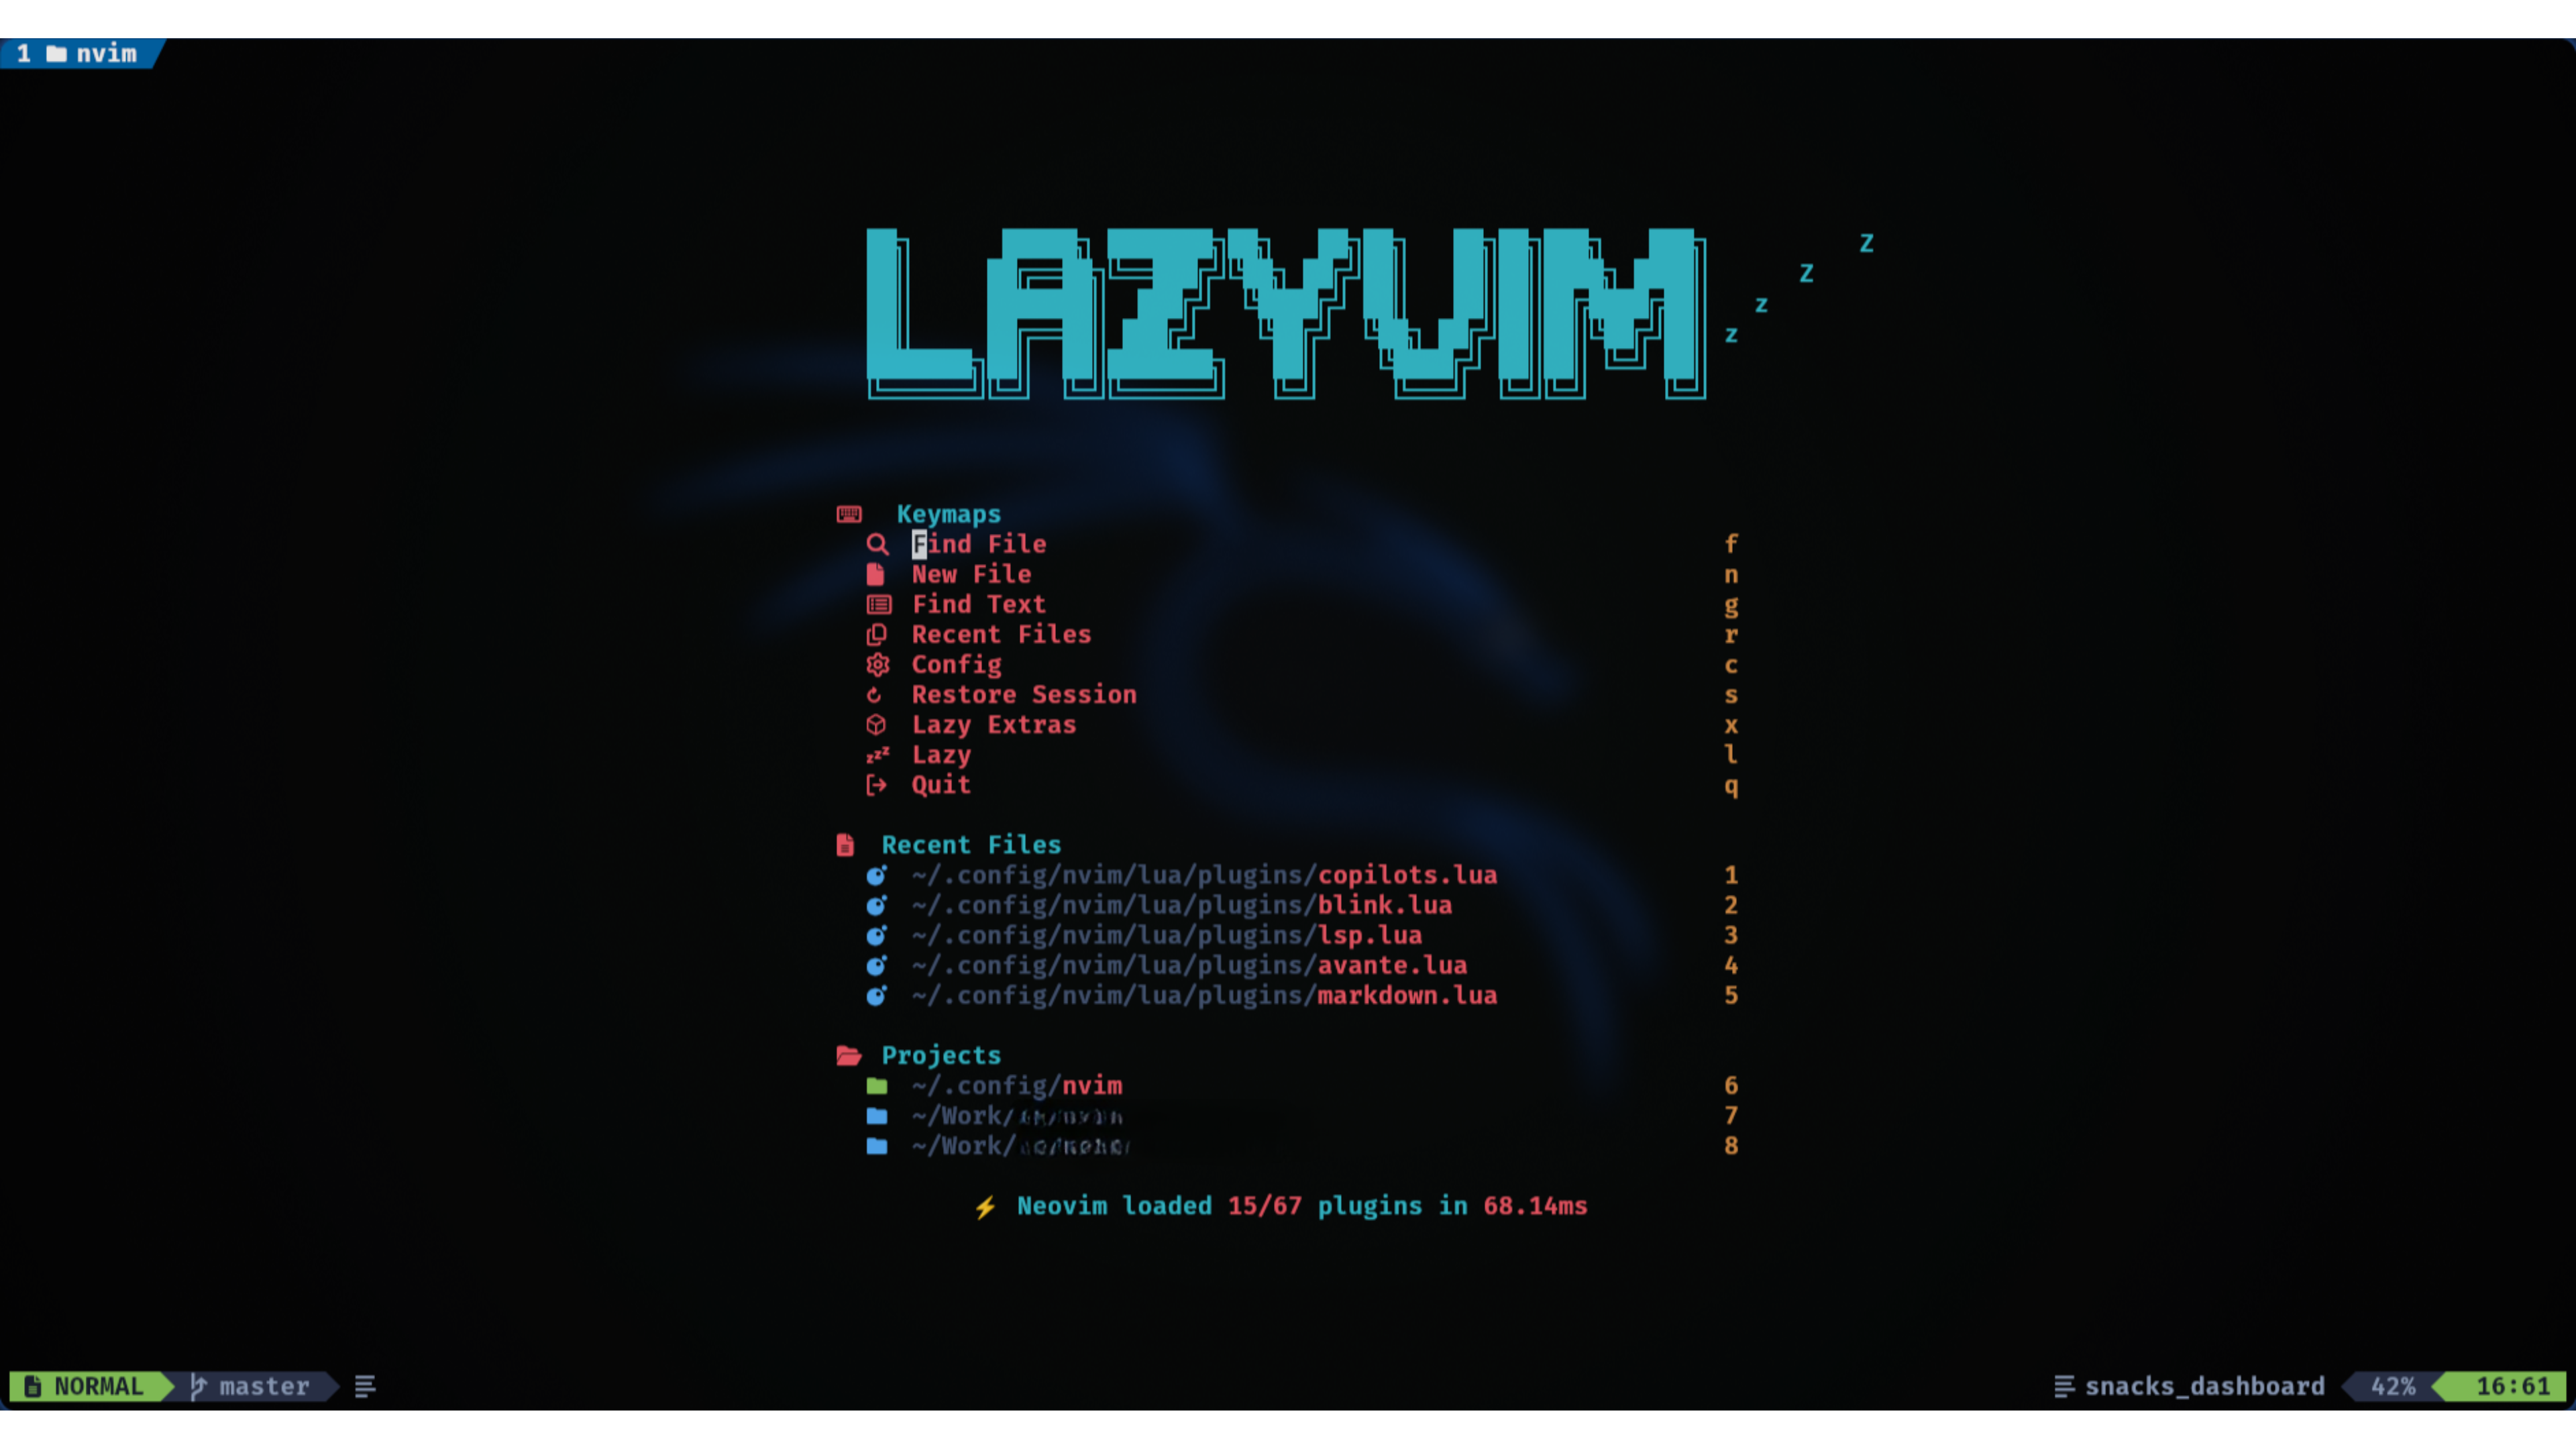 1 nvim
LAZYVIM
Z
Z
z
z
Keymaps
Find File f
New File n
Find Text g
Recent Files r
Config c
Restore Session s
Lazy Extras x
Lazy l
Quit q
Recent Files
~/.config/nvim/lua/plugins/copilots.lua 1
~/.config/nvim/lua/plugins/blink.lua 2
~/.config/nvim/lua/plugins/lsp.lua 3
~/.config/nvim/lua/plugins/avante.lua 4
~/.config/nvim/lua/plugins/markdown.lua 5
Projects
~/.config/nvim 6
~/Work/ 7
~/Work/ 8
Neovim loaded 15/67 plugins in 68.14ms
NORMAL master snacks_dashboard 42% 16:61